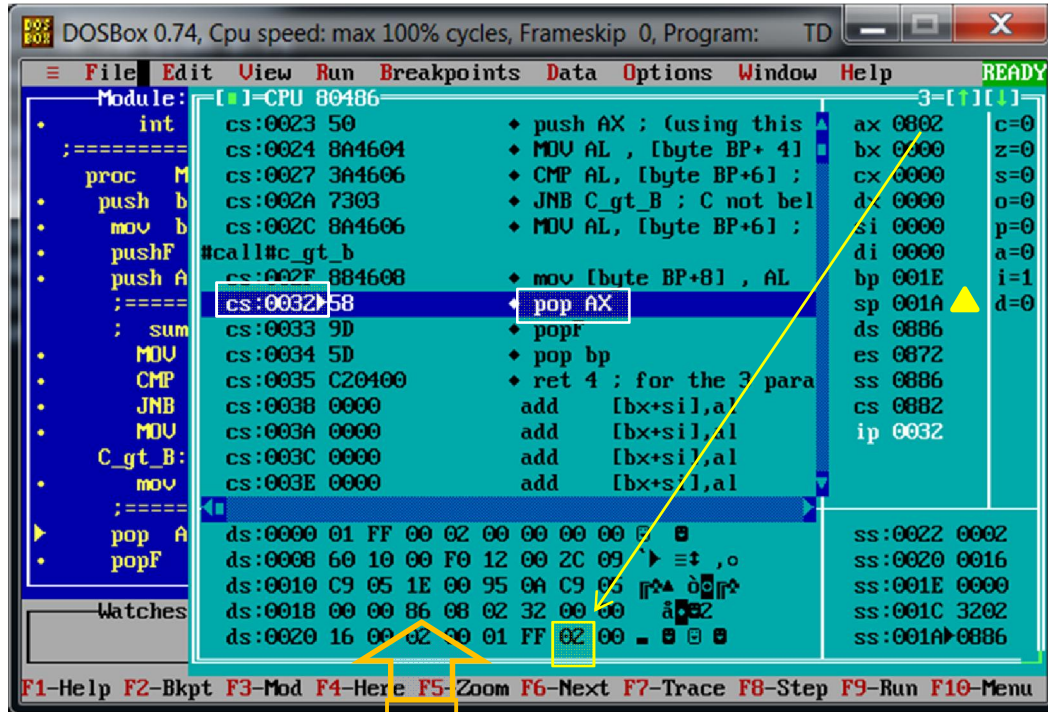 DOSBox 0.74, Cpu speed: max 100% cycles, Frameskip 0, Program: TD
≡ File Edit View Run Breakpoints Data Options Window Help READY
Module: [■]=CPU 80486 3=[↑][↓]
int cs:0023 50 push AX ; (using this ax 0802 c=0
;========= cs:0024 8A4604 MOV AL , [byte BP+ 4] bx 0000 z=0
proc M cs:0027 3A4606 CMP AL, [byte BP+6] ; cx 0000 s=0
push b cs:002A 7303 JNB C_gt_B ; C not bel dx 0000 o=0
mov b cs:002C 8A4606 MOV AL, [byte BP+6] ; si 0000 p=0
pushF #call#c_gt_b di 0000 a=0
push A cs:002F 884608 mov [byte BP+8] , AL bp 001E i=1
;===== cs:0032►58 pop AX sp 001A d=0
; sum cs:0033 9D popF ds 0886
MOV cs:0034 5D pop bp es 0872
CMP cs:0035 C20400 ret 4 ; for the 3 para ss 0886
JNB cs:0038 0000 add [bx+si],al cs 0882
MOV cs:003A 0000 add [bx+si],al ip 0032
C_gt_B: cs:003C 0000 add [bx+si],al
mov cs:003E 0000 add [bx+si],al
;=====
pop A ds:0000 01 FF 00 02 00 00 00 00 ss:0022 0002
popF ds:0008 60 10 00 F0 12 00 2C 09 ss:0020 0016
ds:0010 C9 05 1E 00 95 0A C9 05 ss:001E 0000
Watches ds:0018 00 00 86 08 02 32 00 00 ss:001C 3202
ds:0020 16 00 02 00 01 FF 02 00 ss:001A►0886
F1-Help F2-Bkpt F3-Mod F4-Here F5-Zoom F6-Next F7-Trace F8-Step F9-Run F10-Menu